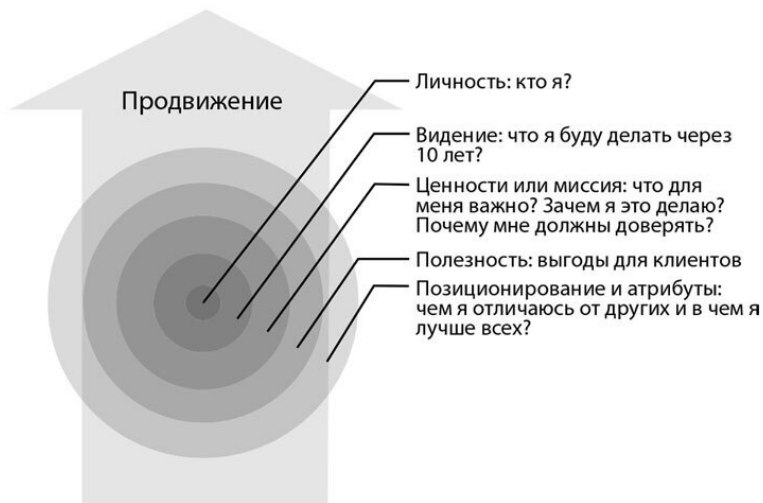 Продвижение
Личность: кто я?
Видение: что я буду делать через
10 лет?
Ценности или миссия: что для
меня важно? Зачем я это делаю?
Почему мне должны доверять?
Полезность: выгоды для клиентов
Позиционирование и атрибуты:
чем я отличаюсь от других и в чем я
лучше всех?